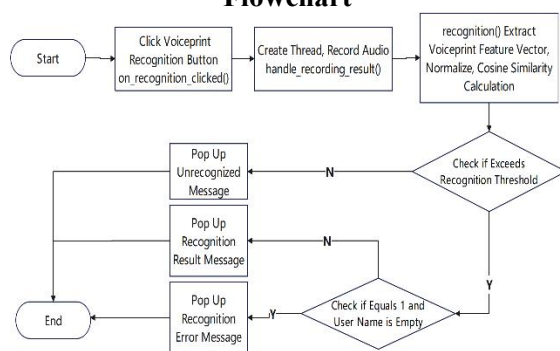 Flowchart
Start
Click Voiceprint
Recognition Button
on_recognition_clicked()
Create Thread, Record Audio
handle_recording_result()
recognition() Extract
Voiceprint Feature Vector,
Normalize, Cosine Similarity
Calculation
Check if Exceeds
Recognition Threshold
N
Pop Up
Unrecognized
Message
Y
Check if Equals 1 and
User Name is Empty
N
Pop Up
Recognition
Result Message
Y
Pop Up
Recognition
Error Message
End